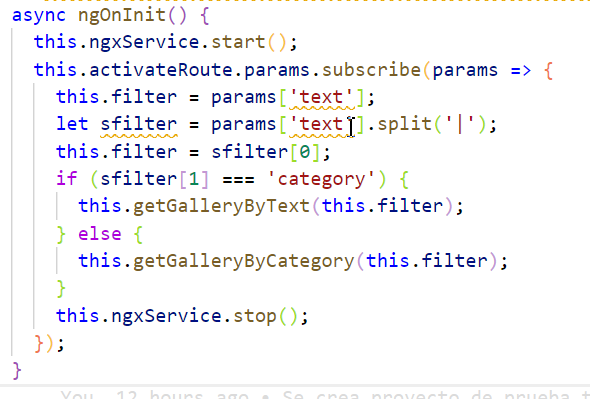 async ngOnInit() {
this.ngxService.start();
this.activateRoute.params.subscribe(params => {
this.filter = params['text'];
let sfilter = params['text'].split('|');
this.filter = sfilter[0];
if (sfilter[1] === 'category') {
this.getGalleryByText(this.filter);
} else {
this.getGalleryByCategory(this.filter);
}
this.ngxService.stop();
});
}
You, 12 hours ago • Se crea proyecto de prueba